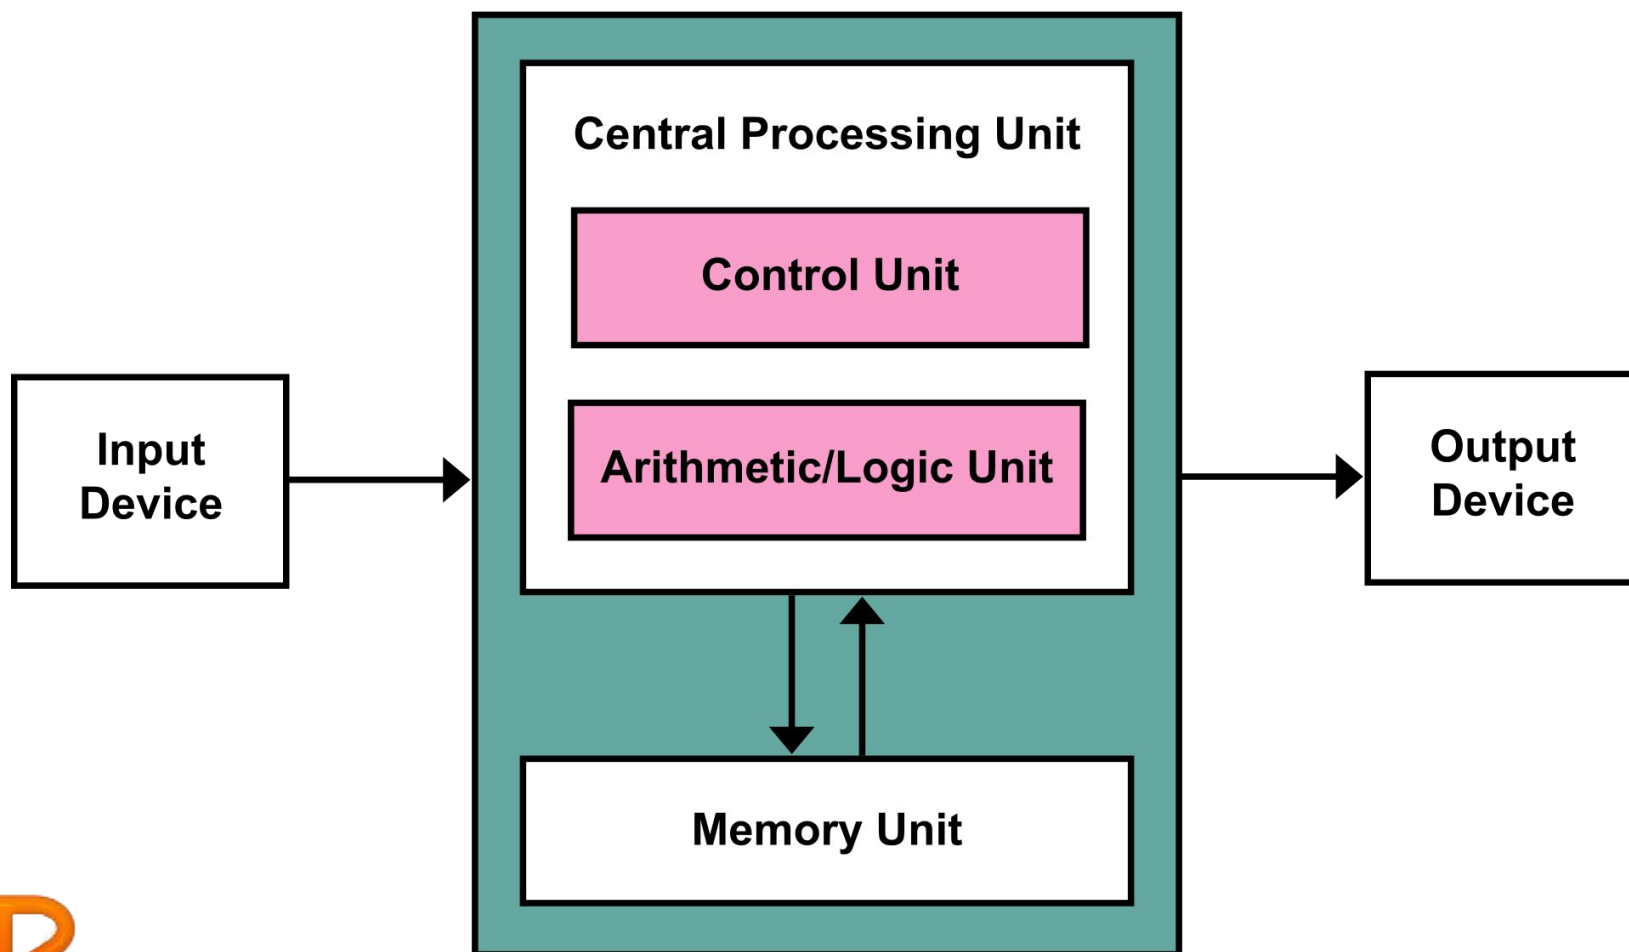 Central Processing Unit
Control Unit
Arithmetic/Logic Unit
Input
Device
Output
Device
Memory Unit